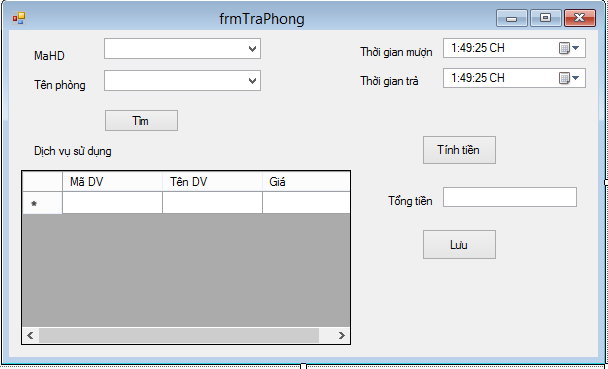 frmTraPhong
MaHD
Thời gian mượn
1:49:25 CH
Tên phòng
Thời gian trả
1:49:25 CH
Tìm
Dịch vụ sử dụng
Tính tiền
Mã DV
Tên DV
Giá
*
Tổng tiền
Lưu